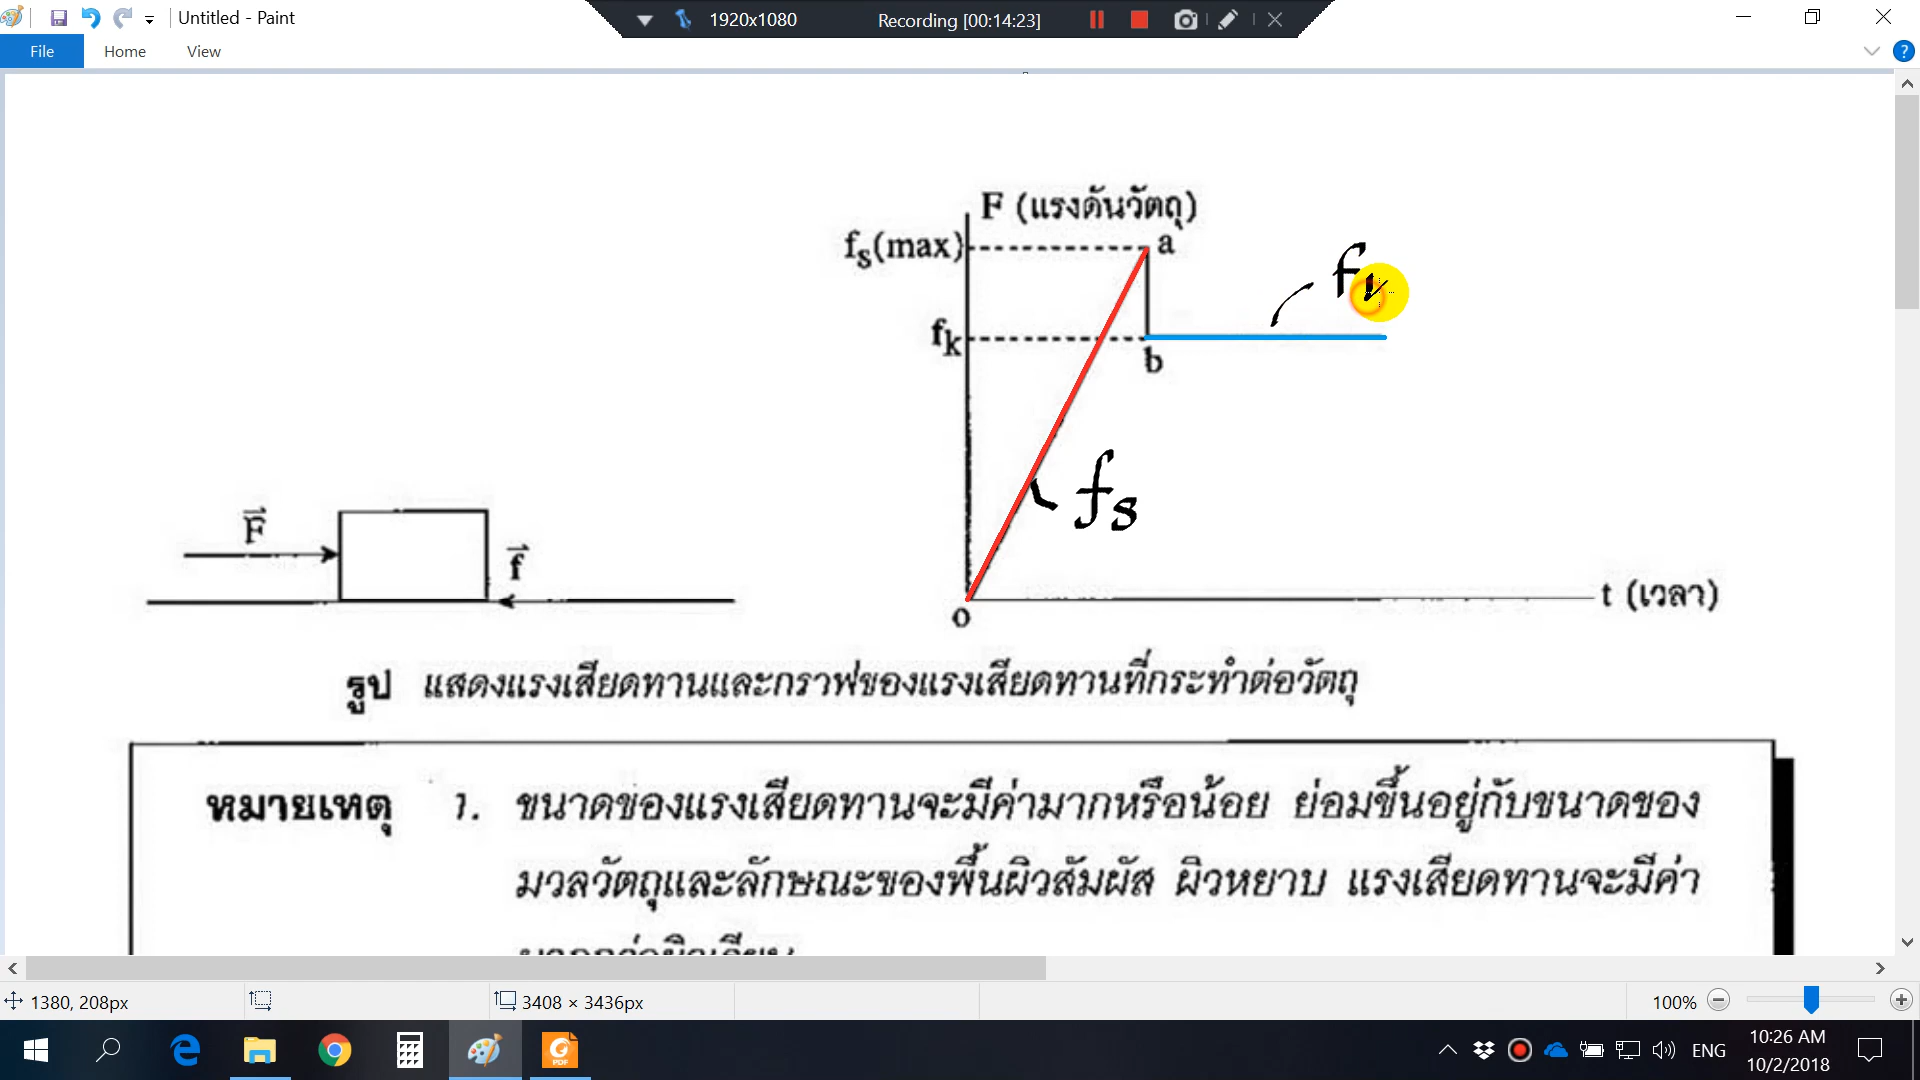 Untitled - Paint
1920x1080
Recording [00:14:23]
File
Home
View
F (แรงดันวัตถุ)
fs(max)
a
fk
b
fs
F
f
o
t (เวลา)
รูป แสดงแรงเสียดทานและกราฟของแรงเสียดทานที่กระทำต่อวัตถุ
หมายเหตุ 1. ขนาดของแรงเสียดทานจะมีค่ามากหรือน้อย ย่อมขึ้นอยู่กับขนาดของ
มวลวัตถุและลักษณะของพื้นผิวสัมผัส ผิวหยาบ แรงเสียดทานจะมีค่า
1380, 208px
3408 × 3436px
100%
PDF
ENG
10:26 AM
10/2/2018